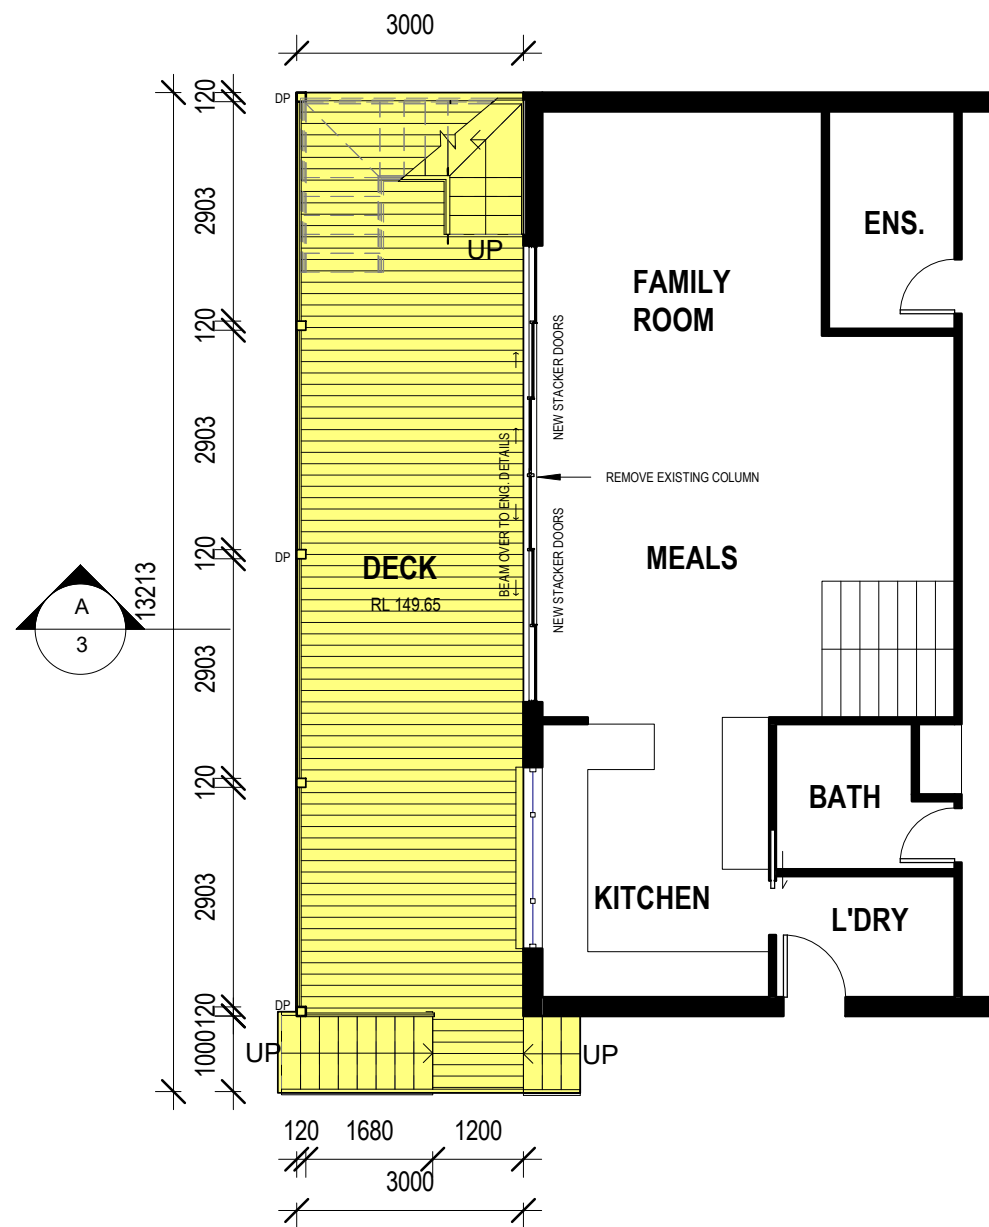 3000
120
DP
2903
ENS.
UP
FAMILY
ROOM
120
NEW STACKER DOORS
2903
BEAM OVER TO ENG. DETAILS
REMOVE EXISTING COLUMN
120
DP
DECK
RL 149.65
MEALS
NEW STACKER DOORS
13213
A
3
2903
120
BATH
2903
KITCHEN
L'DRY
120
DP
1000
UP
UP
120
1680
1200
3000